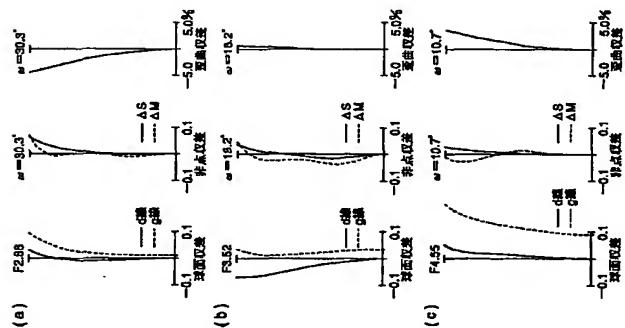 (a)
F2.88
d線
g線
-0.1 0.1
球面収差
ω=30.3°
ΔS
ΔM
-0.1 0.1
非点収差
ω=30.3°
-5.0 5.0%
歪曲収差
(b)
F3.52
d線
g線
-0.1 0.1
球面収差
ω=18.2°
ΔS
ΔM
-0.1 0.1
非点収差
ω=18.2°
-5.0 5.0%
歪曲収差
(c)
F4.55
d線
g線
-0.1 0.1
球面収差
ω=10.7°
ΔS
ΔM
-0.1 0.1
非点収差
ω=10.7°
-5.0 5.0%
歪曲収差